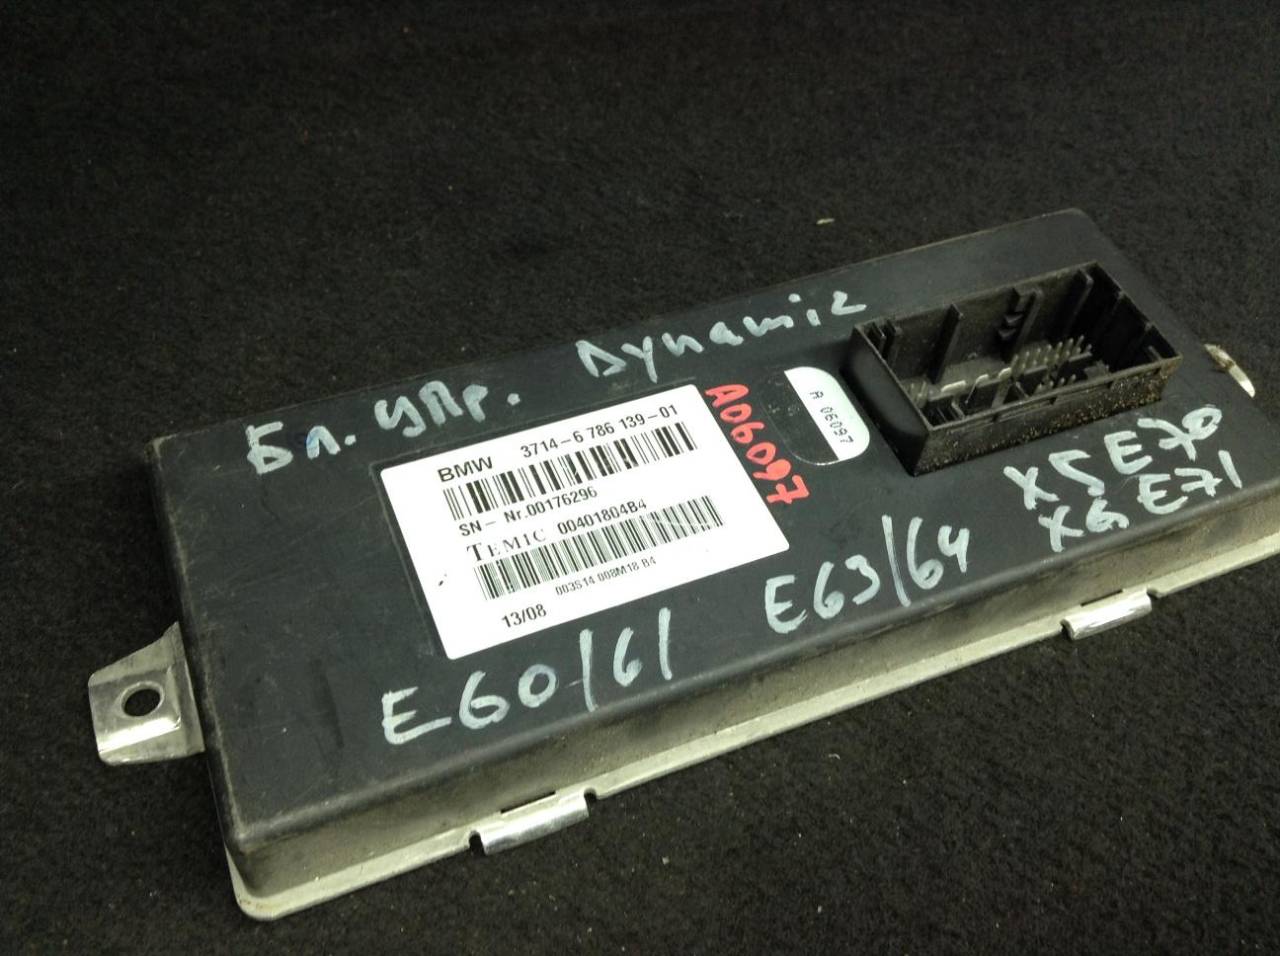 Бл. упр. Dynamic
BMW 3714-6 786 139-01
SN- Nr.00176296
TEMIC 00401804B4
003S14 008M18 B4
13/08
A06097
A 06097
X5 E70
X6 E71
E60/61 E63/64